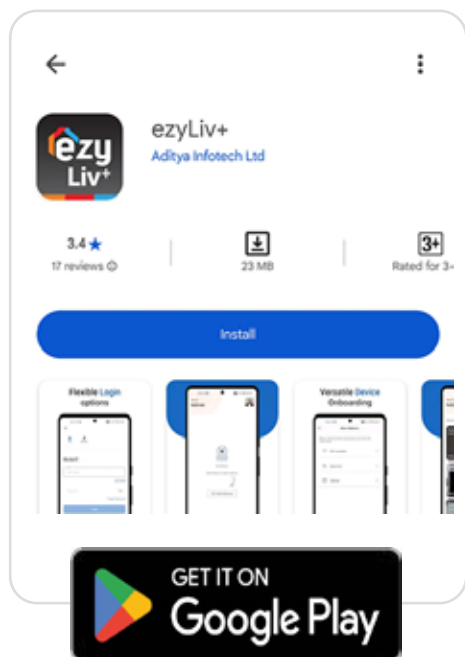 ezyLiv+
Aditya Infotech Ltd
ezy
Liv+
3.4★
17 reviews
23 MB
3+
Rated for 3+
Install
Flexible Login
options
Versatile Device
Onboarding
GET IT ON
Google Play